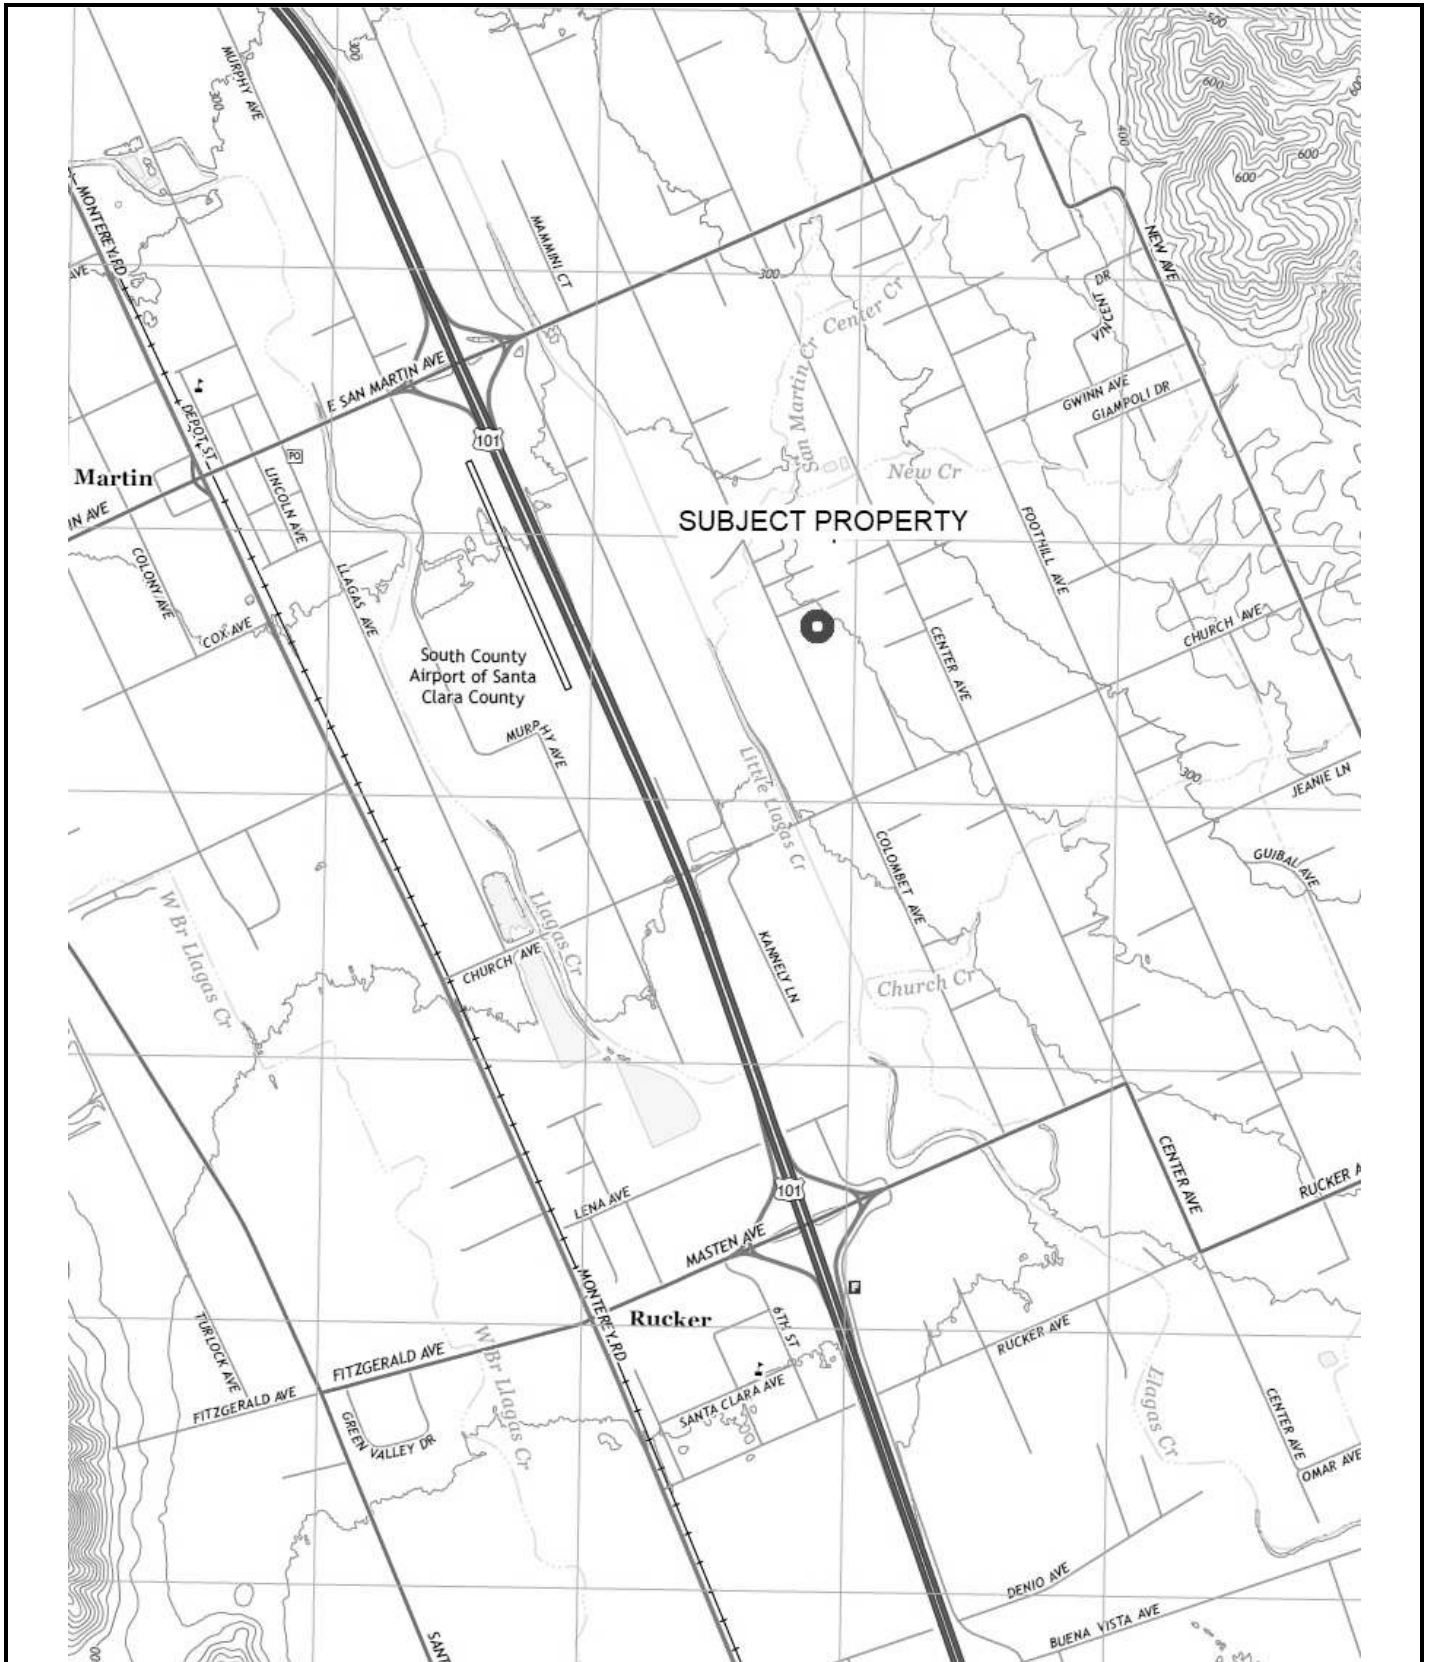 500
MURPHY AVE
300
300
600
600
400
600
MONTEREY RD
AVE
MAMMINI CT
NEW AVE
300
VINCENT DR
Center Cr
San Martin Cr
E SAN MARTIN AVE
GWINN AVE
GIAMPOLI DR
DEPOT ST
101
PO
Martin
LINCOLN AVE
New Cr
IN AVE
SUBJECT PROPERTY
FOOTHILL AVE
COLONY AVE
LLAGAS AVE
COX AVE
CHURCH AVE
CENTER AVE
South County
Airport of Santa
Clara County
MURPHY AVE
Little Llagas Cr
300
JEANIE LN
COLOMBET AVE
GUIBAL AVE
W Br Llagas Cr
Llagas Cr
CHURCH AVE
KANNELY LN
Church Cr
CENTER AVE
101
RUCKER A
LENA AVE
MASTEN AVE
MONTEREY RD
Rucker
6TH ST
TURLOCK AVE
RUCKER AVE
FITZGERALD AVE
W Br Llagas Cr
Llagas Cr
FITZGERALD AVE
SANTA CLARA AVE
CENTER AVE
GREEN VALLEY DR
OMAR AVE
DENIO AVE
BUENA VISTA AVE
SANT